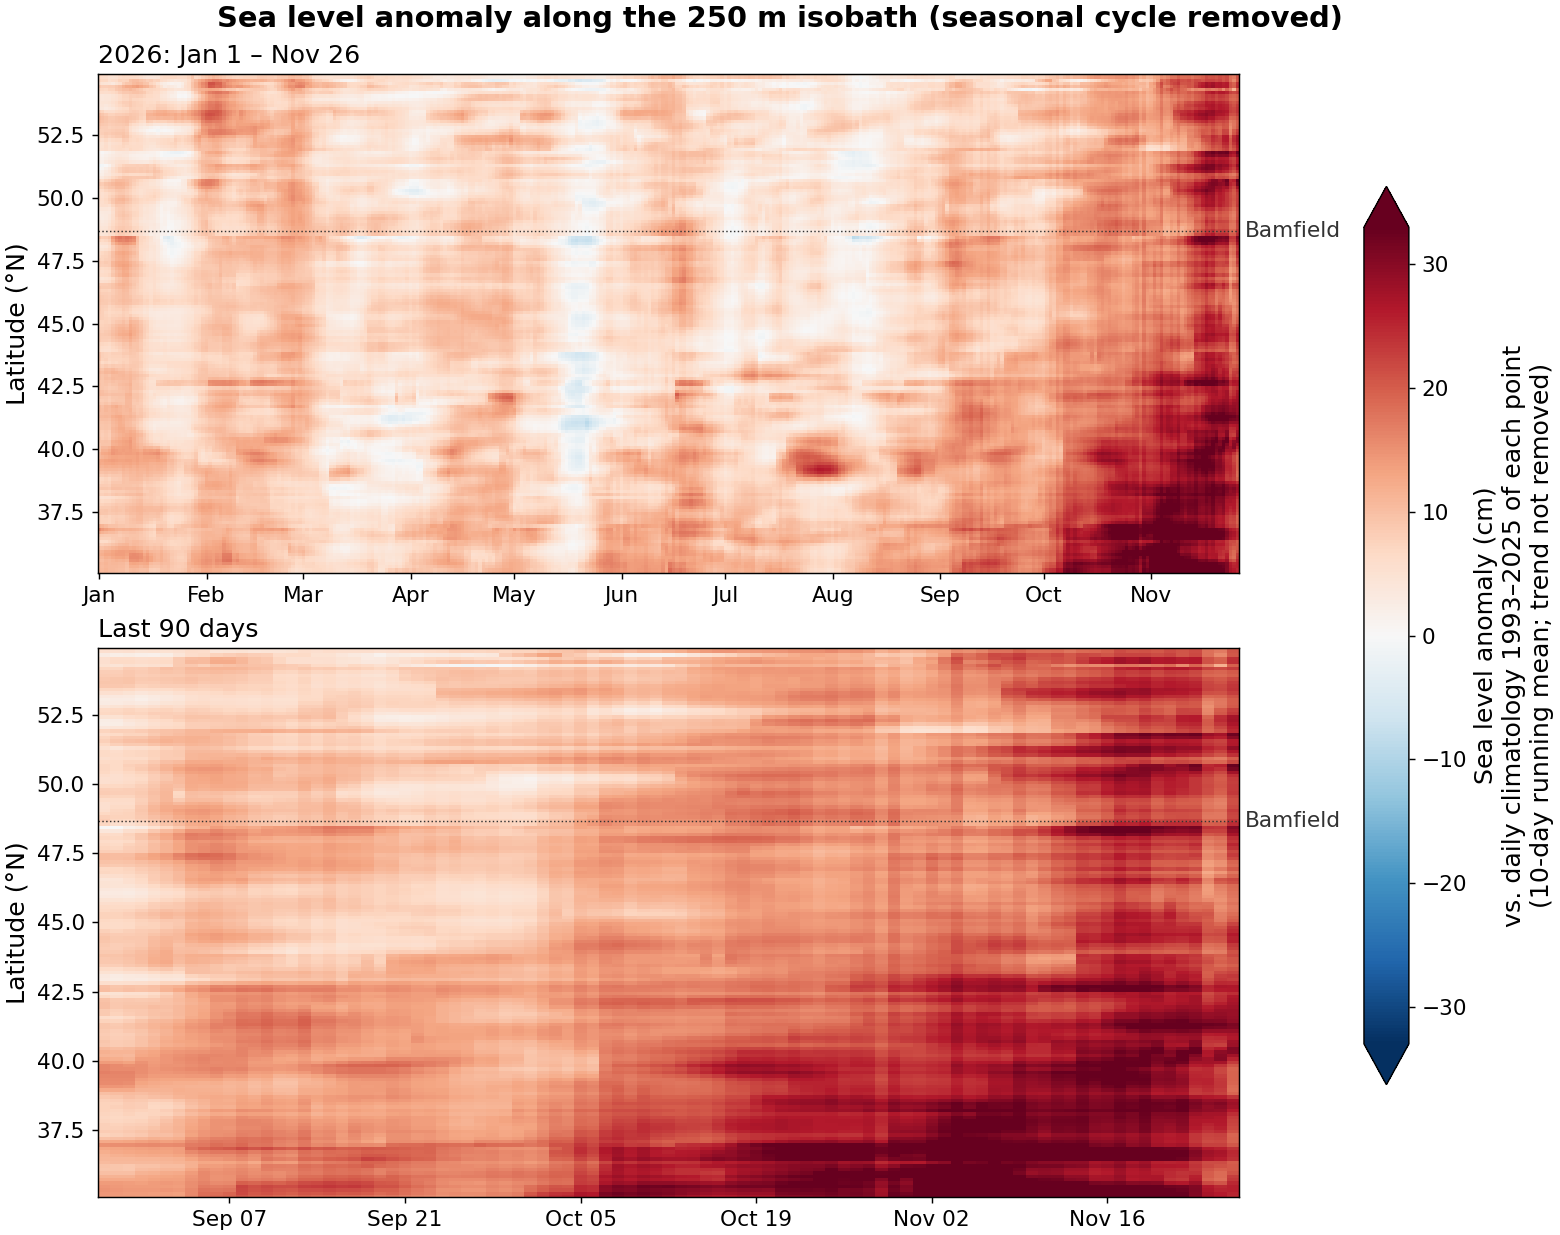 Sea level anomaly along the 250 m isobath (seasonal cycle removed)
2026: Jan 1 – Nov 26
Latitude (°N)
52.5
50.0
47.5
45.0
42.5
40.0
37.5
Bamfield
Jan Feb Mar Apr May Jun Jul Aug Sep Oct Nov
Last 90 days
Latitude (°N)
52.5
50.0
47.5
45.0
42.5
40.0
37.5
Bamfield
Sep 07 Sep 21 Oct 05 Oct 19 Nov 02 Nov 16
30
20
10
0
−10
−20
−30
Sea level anomaly (cm)
vs. daily climatology 1993–2025 of each point
(10-day running mean; trend not removed)